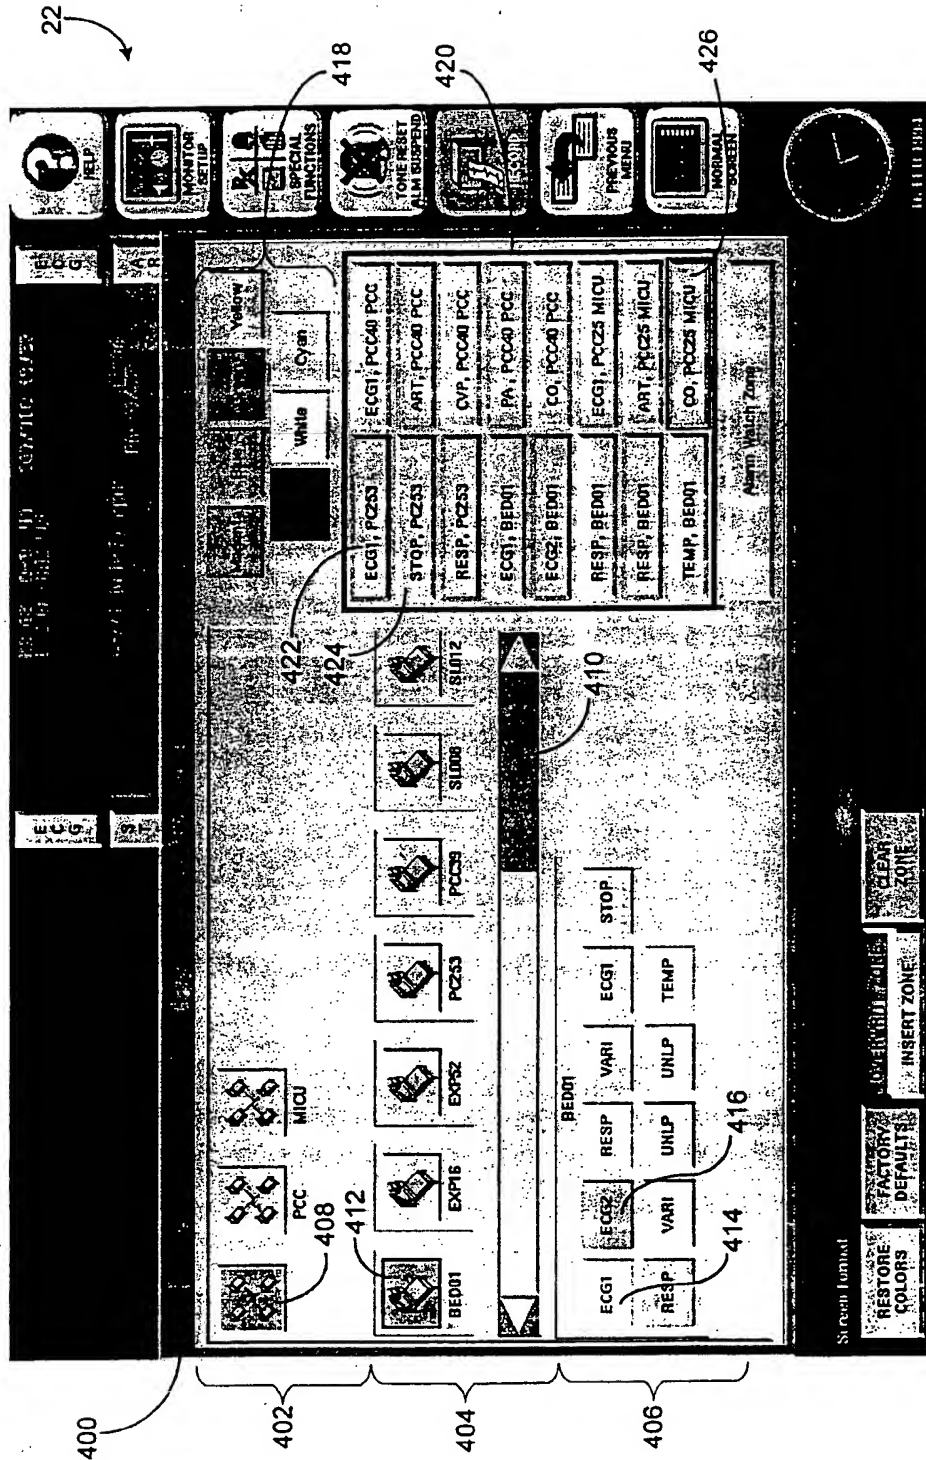 22
400
HELP
MONITOR SETUP
SPECIAL FUNCTIONS
TONE RESET
ALM SUSPEND
PREVIOUS MENU
NORMAL SCREEN
418
420
426
E C G
E C G
402
404
406
PCC
MICU
408
Yellow
White
Cyan
BED01
EXP16
EXP52
PC253
PCC39
SL008
SL012
412
410
422
424
ECG1, PC253
ECG1, PCC40 PCC
STOP, PC253
ART, PCC40 PCC
RESP, PC253
CVP, PCC40 PCC
ECG1, BED01
PA, PCC40 PCC
ECG2, BED01
CO, PCC40 PCC
RESP, BED01
ECG1, PCC25 MICU
RESP, BED01
ART, PCC25 MICU
TEMP, BED01
CO, PCC25 MICU
Alarm Watch Zone
BED01
ECG1
ECG2
RESP
VARI
ECG1
STOP
RESP
VARI
UNLP
UNLP
TEMP
414
416
Screen Format
RESTORE COLORS
FACTORY DEFAULTS
INSERT ZONE
CLEAR ZONE